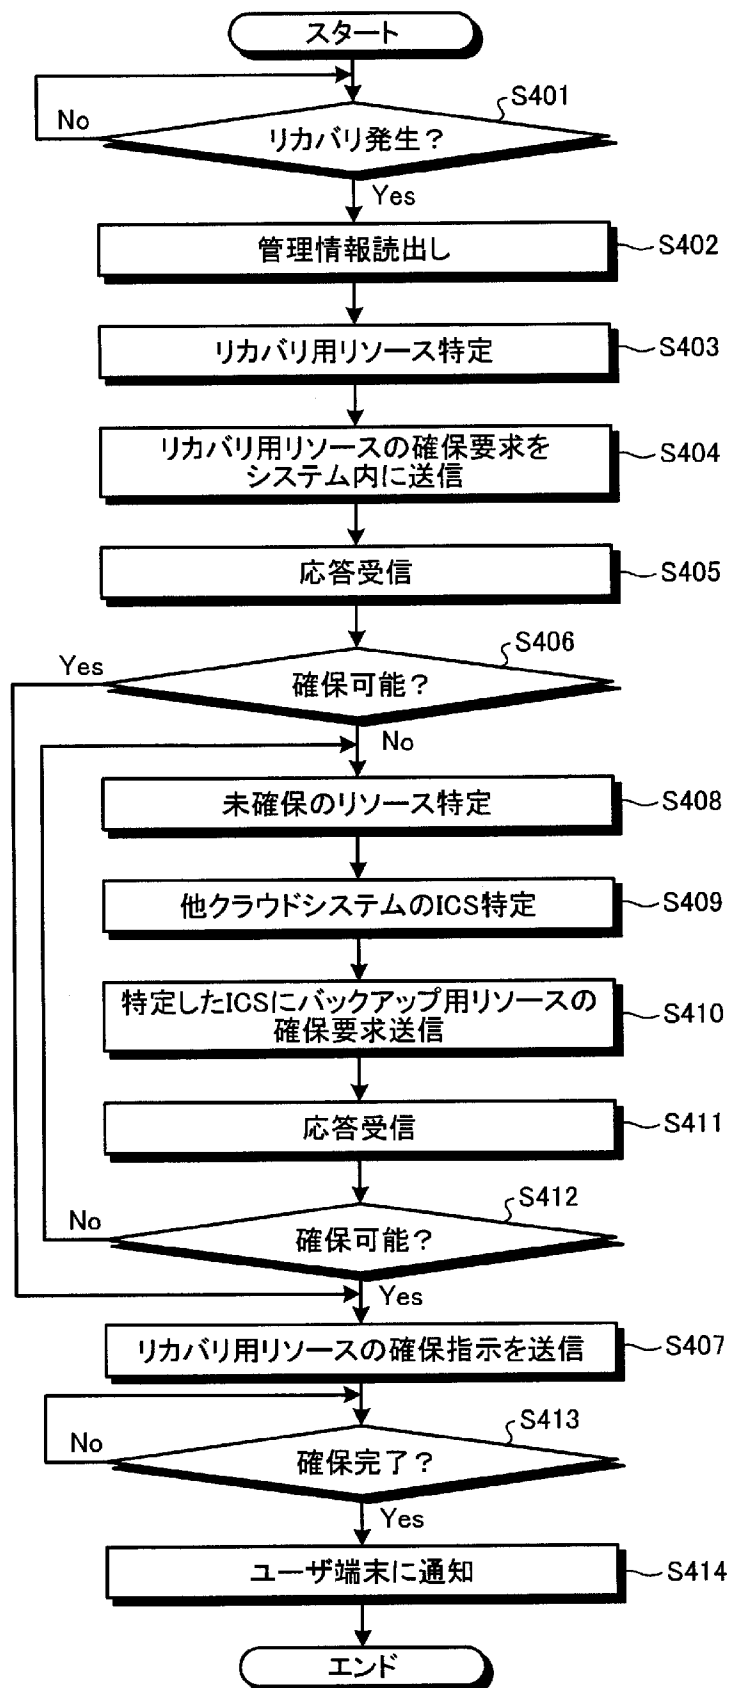 スタート
S401
No
リカバリ発生？
Yes
管理情報読出し
S402
リカバリ用リソース特定
S403
リカバリ用リソースの確保要求を
システム内に送信
S404
応答受信
S405
S406
Yes
確保可能？
No
未確保のリソース特定
S408
他クラウドシステムのICS特定
S409
特定したICSにバックアップ用リソースの
確保要求送信
S410
応答受信
S411
S412
No
確保可能？
Yes
リカバリ用リソースの確保指示を送信
S407
S413
No
確保完了？
Yes
ユーザ端末に通知
S414
エンド